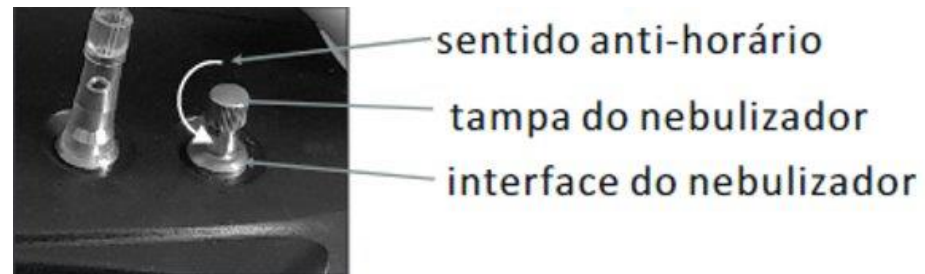 sentido anti-horário
tampa do nebulizador
interface do nebulizador